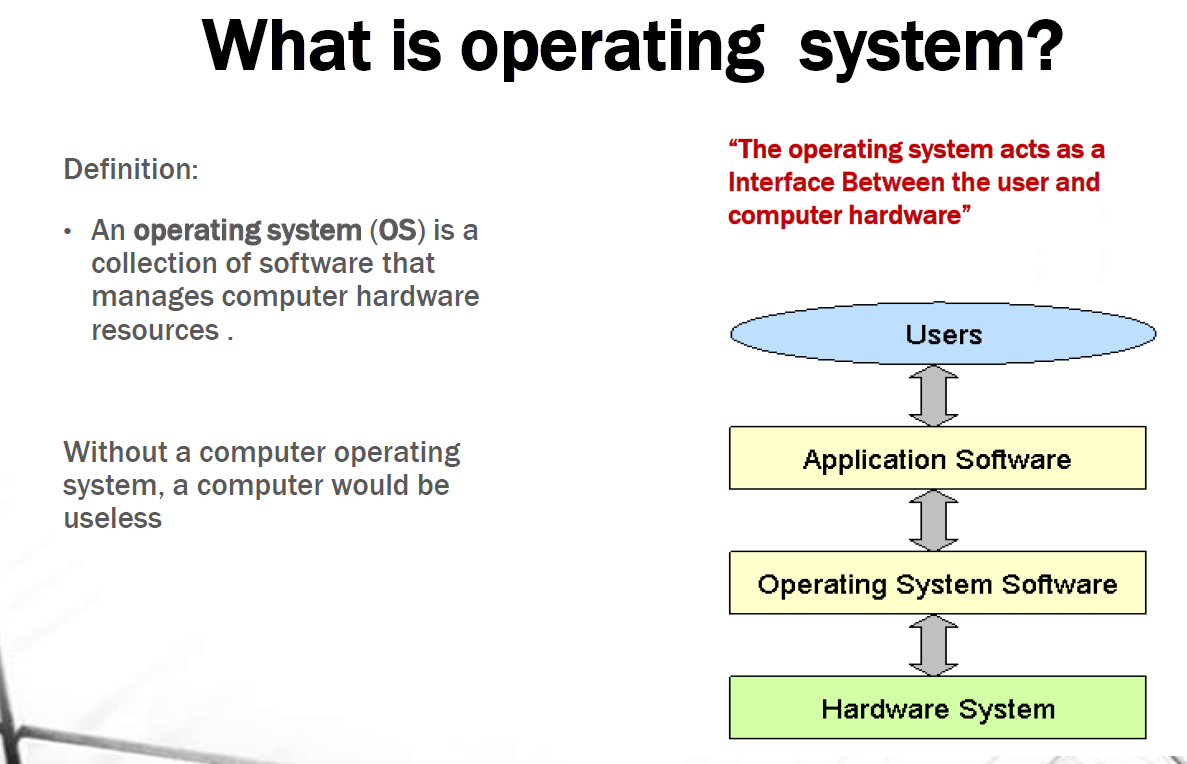 What is operating  system?
Definition:
• An operating system (OS) is a
collection of software that
manages computer hardware
resources .
Without a computer operating
system, a computer would be
useless
“The operating system acts as a
Interface Between the user and
computer hardware”
Users
Application Software
Operating System Software
Hardware System